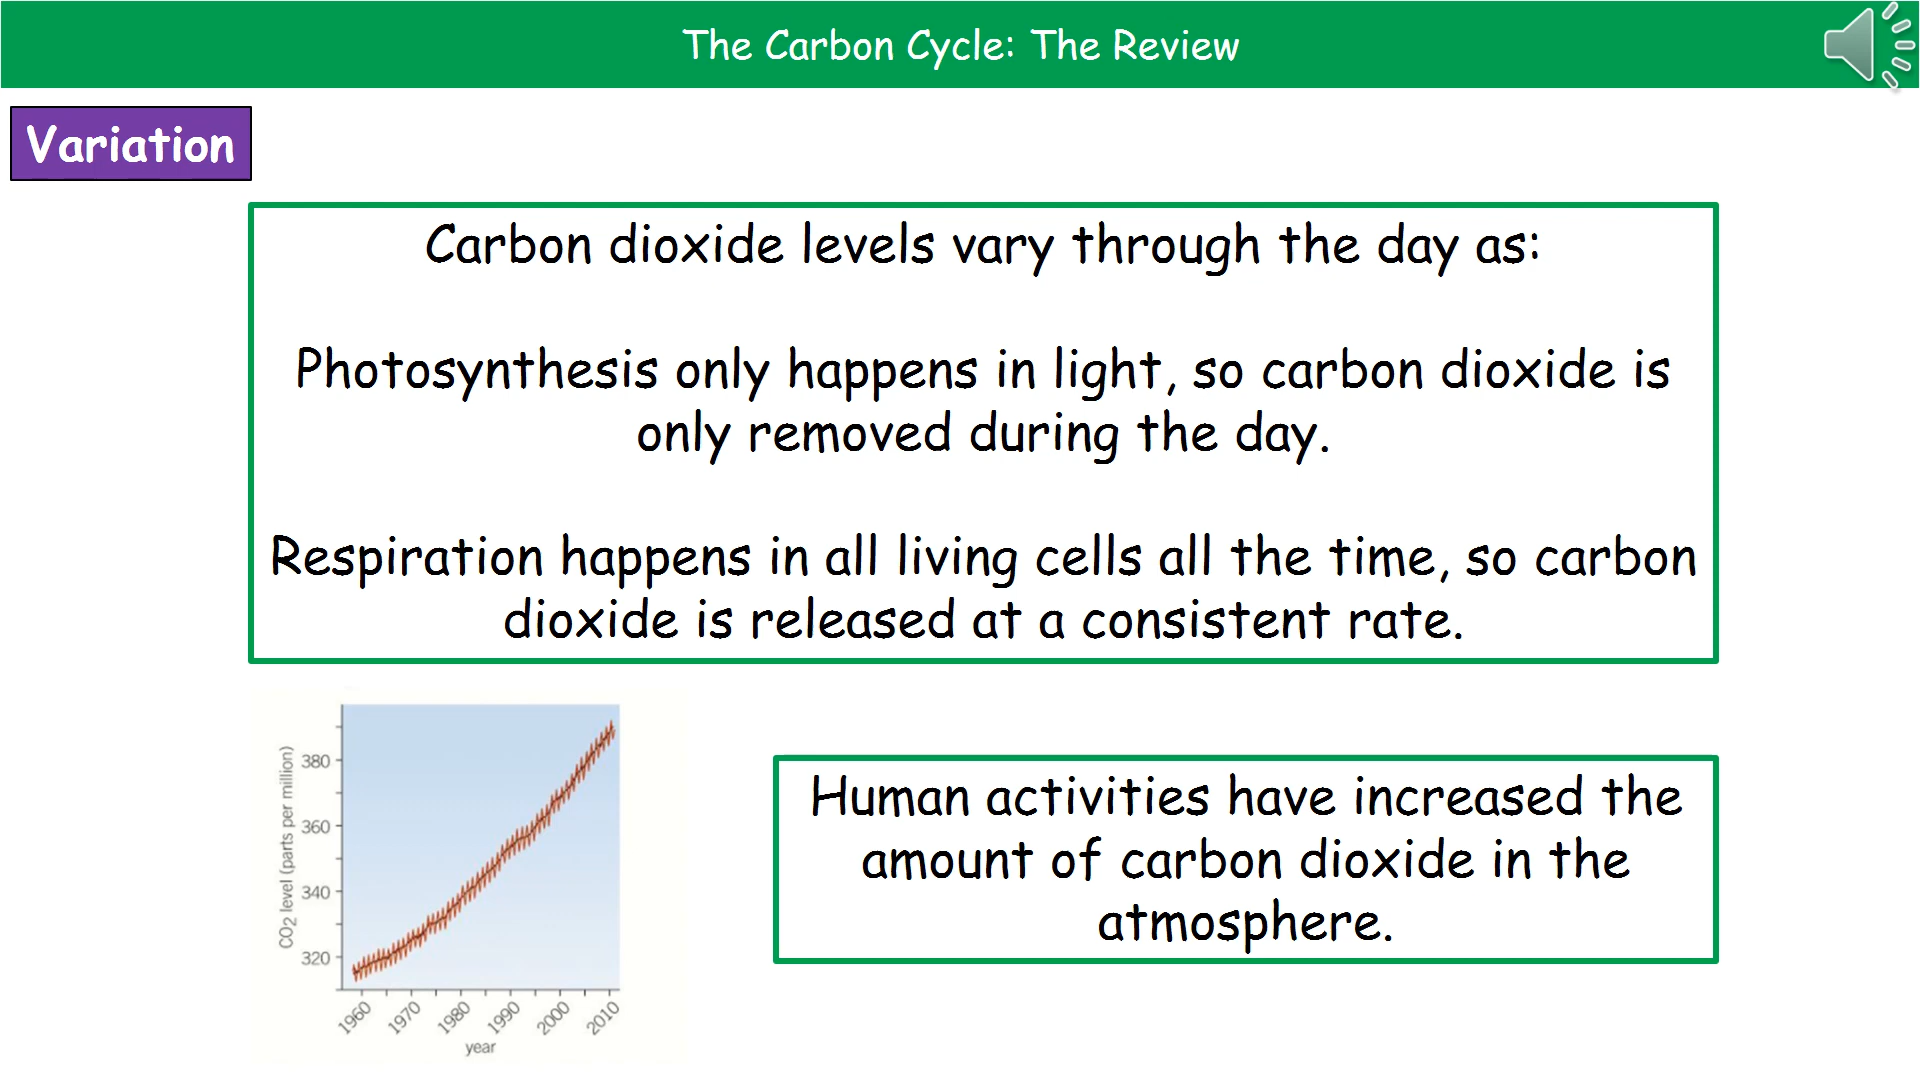 The Carbon Cycle: The Review
Variation
Carbon dioxide levels vary through the day as:
Photosynthesis only happens in light, so carbon dioxide is
only removed during the day.
Respiration happens in all living cells all the time, so carbon
dioxide is released at a consistent rate.
CO2 level (parts per million)
380
360
340
320
1960
1970
1980
1990
2000
2010
year
Human activities have increased the
amount of carbon dioxide in the
atmosphere.